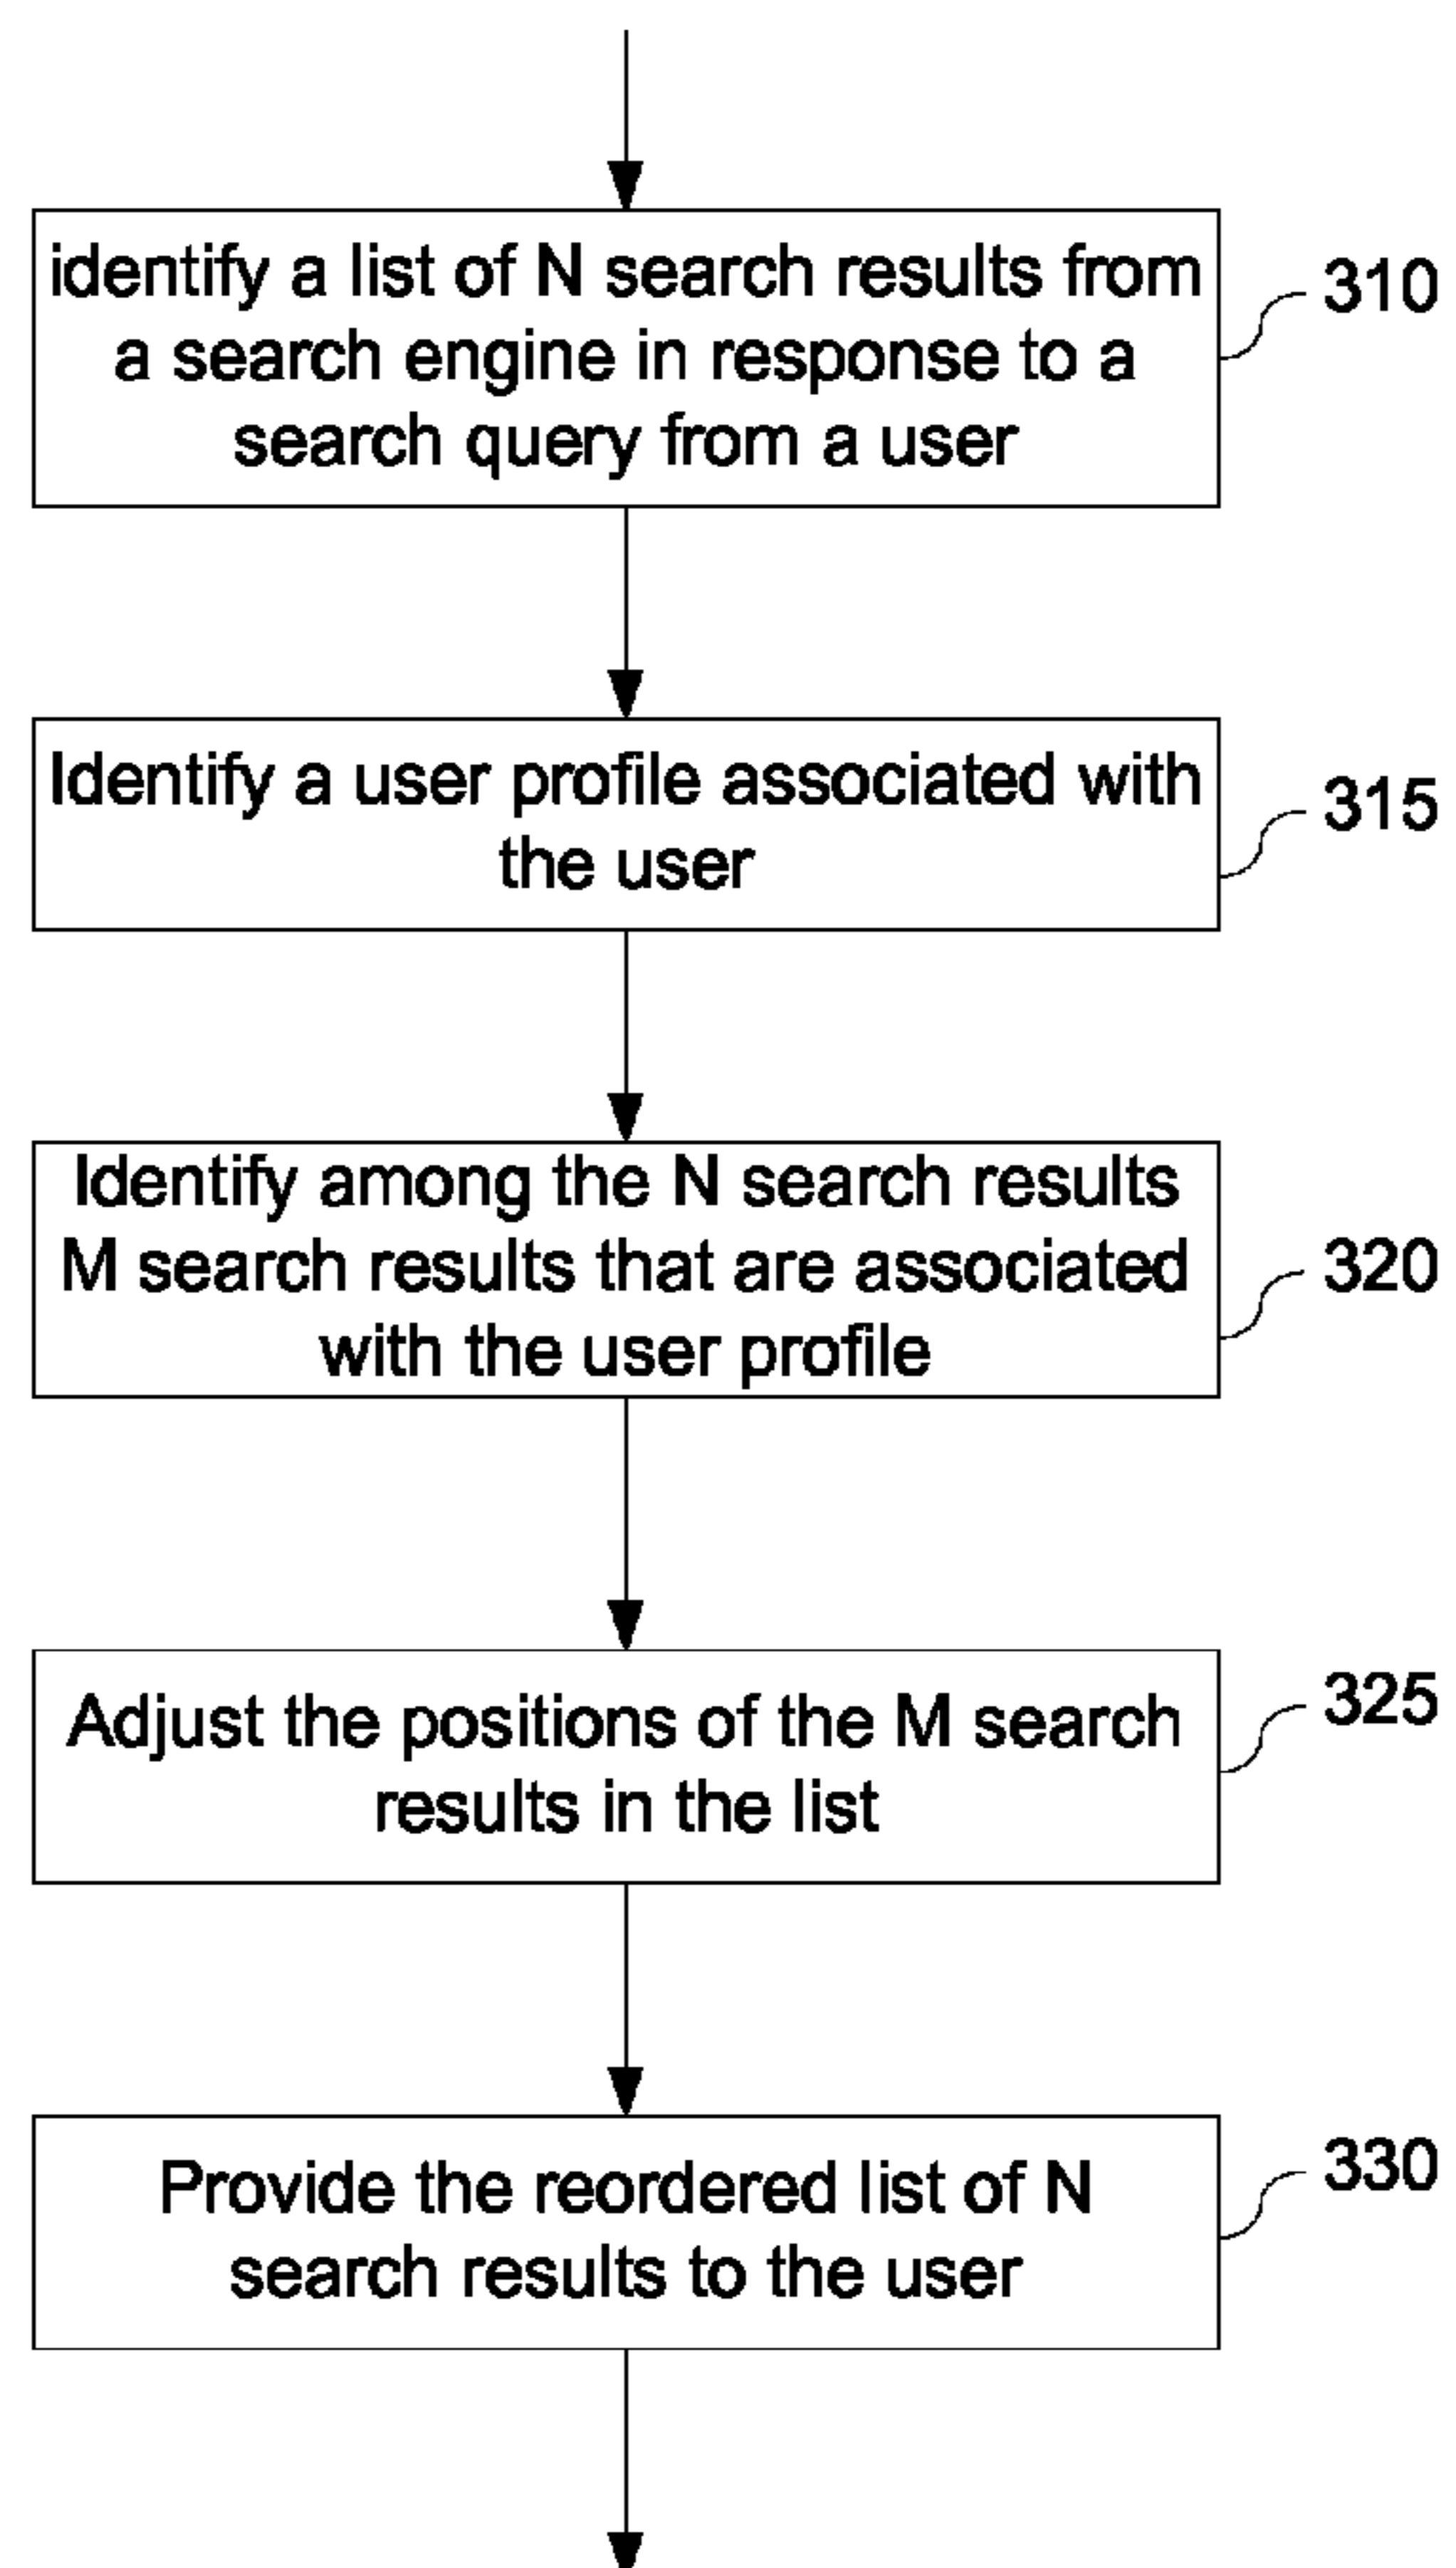 identify a list of N search results from
a search engine in response to a
search query from a user
310
Identify a user profile associated with
the user
315
Identify among the N search results
M search results that are associated
with the user profile
320
Adjust the positions of the M search
results in the list
325
Provide the reordered list of N
search results to the user
330